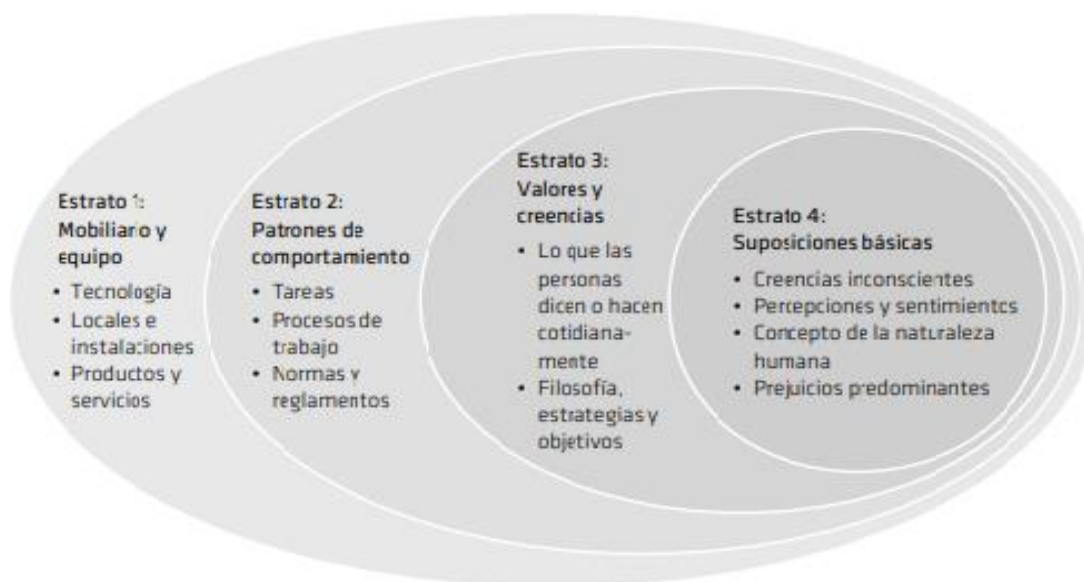 Estrato 1:
Mobiliario y
equipo
• Tecnología
• Locales e
instalaciones
• Productos y
servicios
Estrato 2:
Patrones de
comportamiento
• Tareas
• Procesos de
trabajo
• Normas y
reglamentos
Estrato 3:
Valores y
creencias
• Lo que las
personas
dicen o hacen
cotidiana-
mente
• Filosofía,
estrategias y
objetivos
Estrato 4:
Suposiciones básicas
• Creencias inconscientes
• Percepciones y sentimientos
• Concepto de la naturaleza
humana
• Prejuicios predominantes